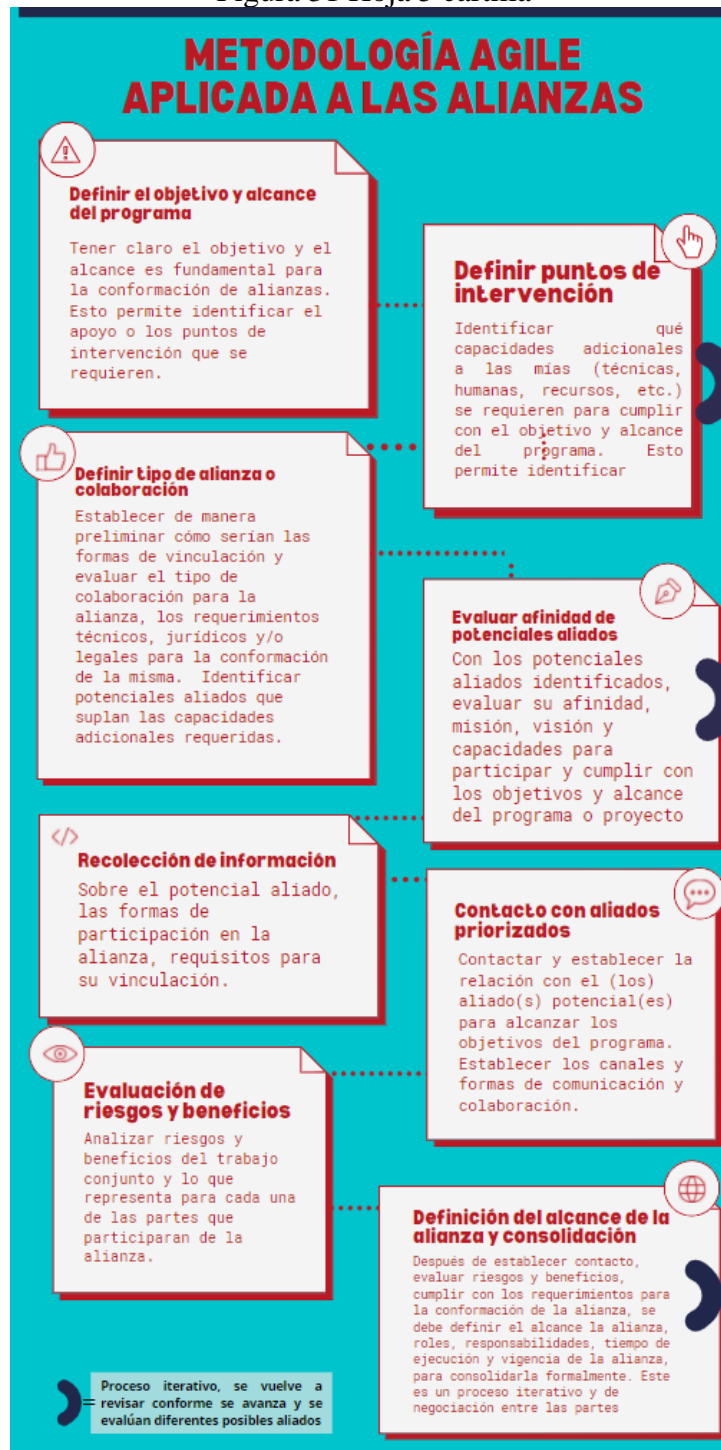 METODOLOGÍA AGILE
APLICADA A LAS ALIANZAS
Definir el objetivo y alcance
del programa
Tener claro el objetivo y el
alcance es fundamental para
la conformación de alianzas.
Esto permite identificar el
apoyo o los puntos de
intervención que se
requieren.
Definir puntos de
intervención
Identificar qué
capacidades adicionales
a las mías (técnicas,
humanas, recursos, etc.)
se requieren para cumplir
con el objetivo y alcance
del programa. Esto
permite identificar
Definir tipo de alianza o
colaboración
Establecer de manera
preliminar cómo serían las
formas de vinculación y
evaluar el tipo de
colaboración para la
alianza, los requerimientos
técnicos, jurídicos y/o
legales para la conformación
de la misma. Identificar
potenciales aliados que
suplan las capacidades
adicionales requeridas.
Evaluar afinidad de
potenciales aliados
Con los potenciales
aliados identificados,
evaluar su afinidad,
misión, visión y
capacidades para
participar y cumplir con
los objetivos y alcance
del programa o proyecto
</>
Recolección de información
Sobre el potencial aliado,
las formas de
participación en la
alianza, requisitos para
su vinculación.
Contacto con aliados
priorizados
Contactar y establecer la
relación con el (los)
aliado(s) potencial(es)
para alcanzar los
objetivos del programa.
Establecer los canales y
formas de comunicación y
colaboración.
Evaluación de
riesgos y beneficios
Analizar riesgos y
beneficios del trabajo
conjunto y lo que
representa para cada una
de las partes que
participaran de la
alianza.
Definición del alcance de la
alianza y consolidación
Después de establecer contacto,
evaluar riesgos y beneficios,
cumplir con los requerimientos para
la conformación de la alianza, se
debe definir el alcance la alianza,
roles, responsabilidades, tiempo de
ejecución y vigencia de la alianza,
para consolidarla formalmente. Este
es un proceso iterativo y de
negociación entre las partes
= Proceso iterativo, se vuelve a
revisar conforme se avanza y se
evalúan diferentes posibles aliados